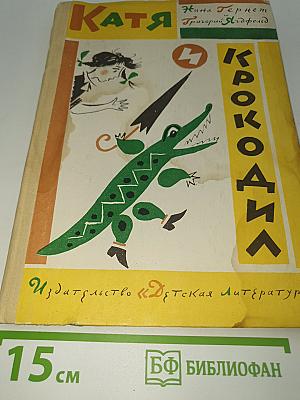 КАТЯ
Нина Гернет
Григорий Ягдфельд
И
КРОКОДИЛ
Издательство «Детская Литератур
15 см
БФ БИБЛИОФАН